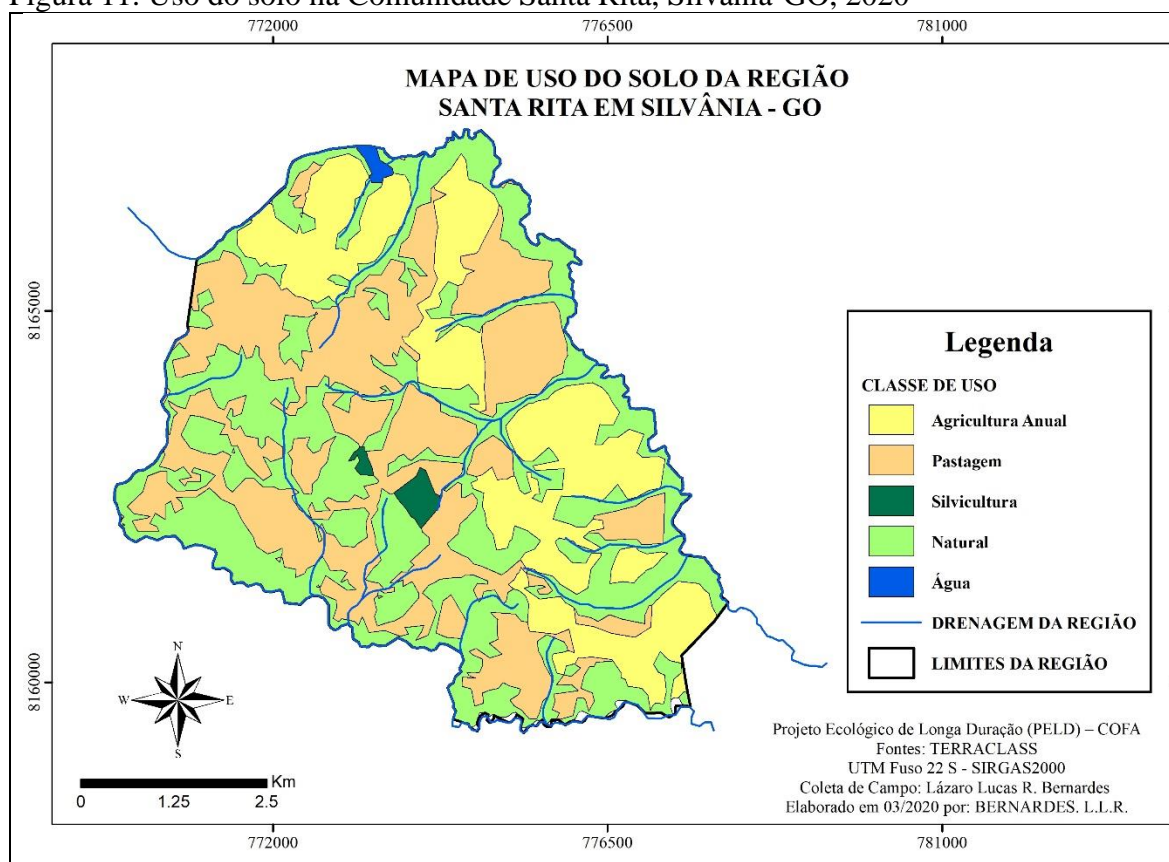 Figura 11: Uso do solo na Comunidade Santa Rita, Silvânia-GO, 2020
772000 776500 781000
MAPA DE USO DO SOLO DA REGIÃO
SANTA RITA EM SILVÂNIA - GO
8165000
8160000
Legenda
CLASSE DE USO
Agricultura Anual
Pastagem
Silvicultura
Natural
Água
DRENAGEM DA REGIÃO
LIMITES DA REGIÃO
N
W E
S
Km
0 1.25 2.5
Projeto Ecológico de Longa Duração (PELD) – COFA
Fontes: TERRACLASS
UTM Fuso 22 S - SIRGAS2000
Coleta de Campo: Lázaro Lucas R. Bernardes
Elaborado em 03/2020 por: BERNARDES. L.L.R.
772000 776500 781000